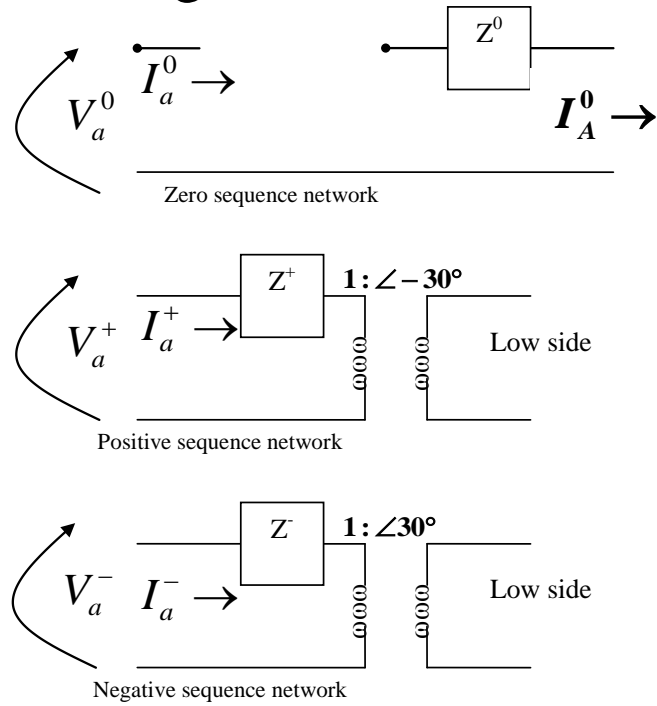 Z⁰
I_a^0 →
V_a^0
I_A^0 →
Zero sequence network
Z⁺
1:∠−30°
V_a^+
I_a^+ →
Low side
Positive sequence network
Z⁻
1:∠30°
V_a^-
I_a^- →
Low side
Negative sequence network